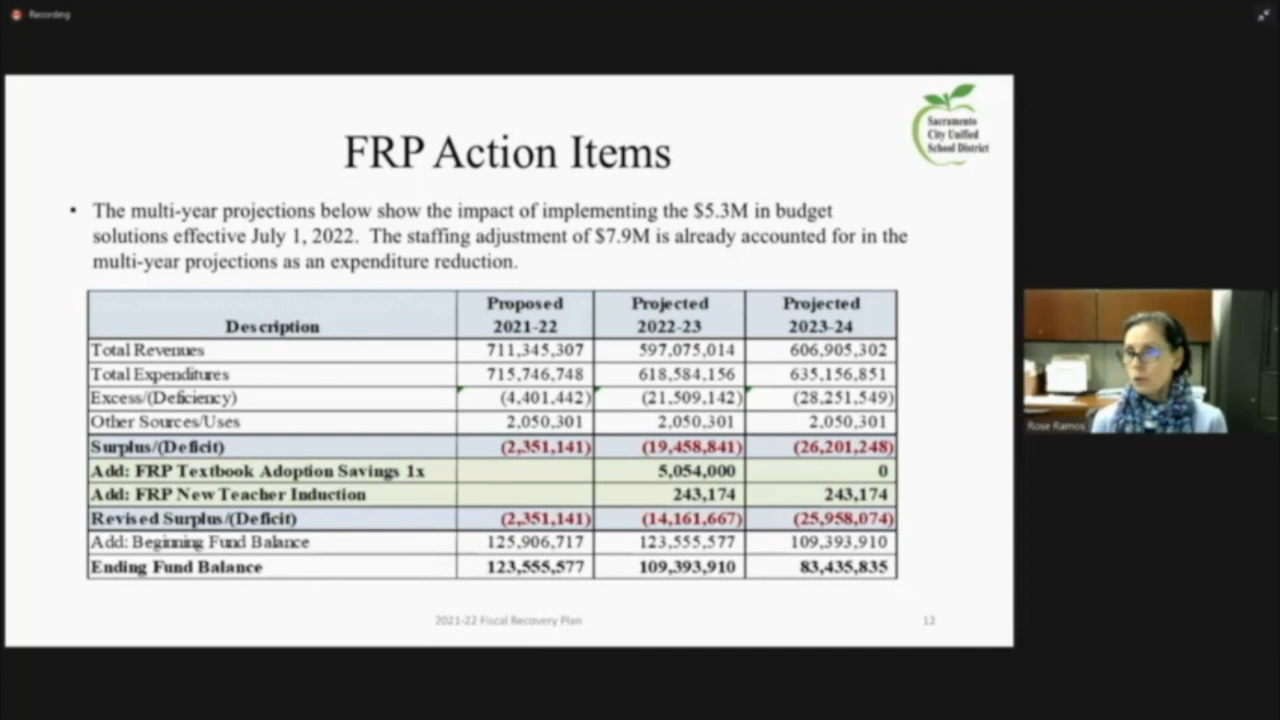 Recording
Sacramento
City Unified
School District
FRP Action Items
• The multi-year projections below show the impact of implementing the $5.3M in budget
solutions effective July 1, 2022. The staffing adjustment of $7.9M is already accounted for in the
multi-year projections as an expenditure reduction.
Description Proposed 2021-22 Projected 2022-23 Projected 2023-24
Total Revenues 711,345,307 597,075,014 606,905,302
Total Expenditures 715,746,748 618,584,156 635,156,851
Excess/(Deficiency) (4,401,442) (21,509,142) (28,251,549)
Other Sources/Uses 2,050,301 2,050,301 2,050,301
Surplus/(Deficit) (2,351,141) (19,458,841) (26,201,248)
Add: FRP Textbook Adoption Savings 1x 5,054,000 0
Add: FRP New Teacher Induction 243,174 243,174
Revised Surplus/(Deficit) (2,351,141) (14,161,667) (25,958,074)
Add: Beginning Fund Balance 125,906,717 123,555,577 109,393,910
Ending Fund Balance 123,555,577 109,393,910 83,435,835
2021-22 Fiscal Recovery Plan 12
Rose Ramos